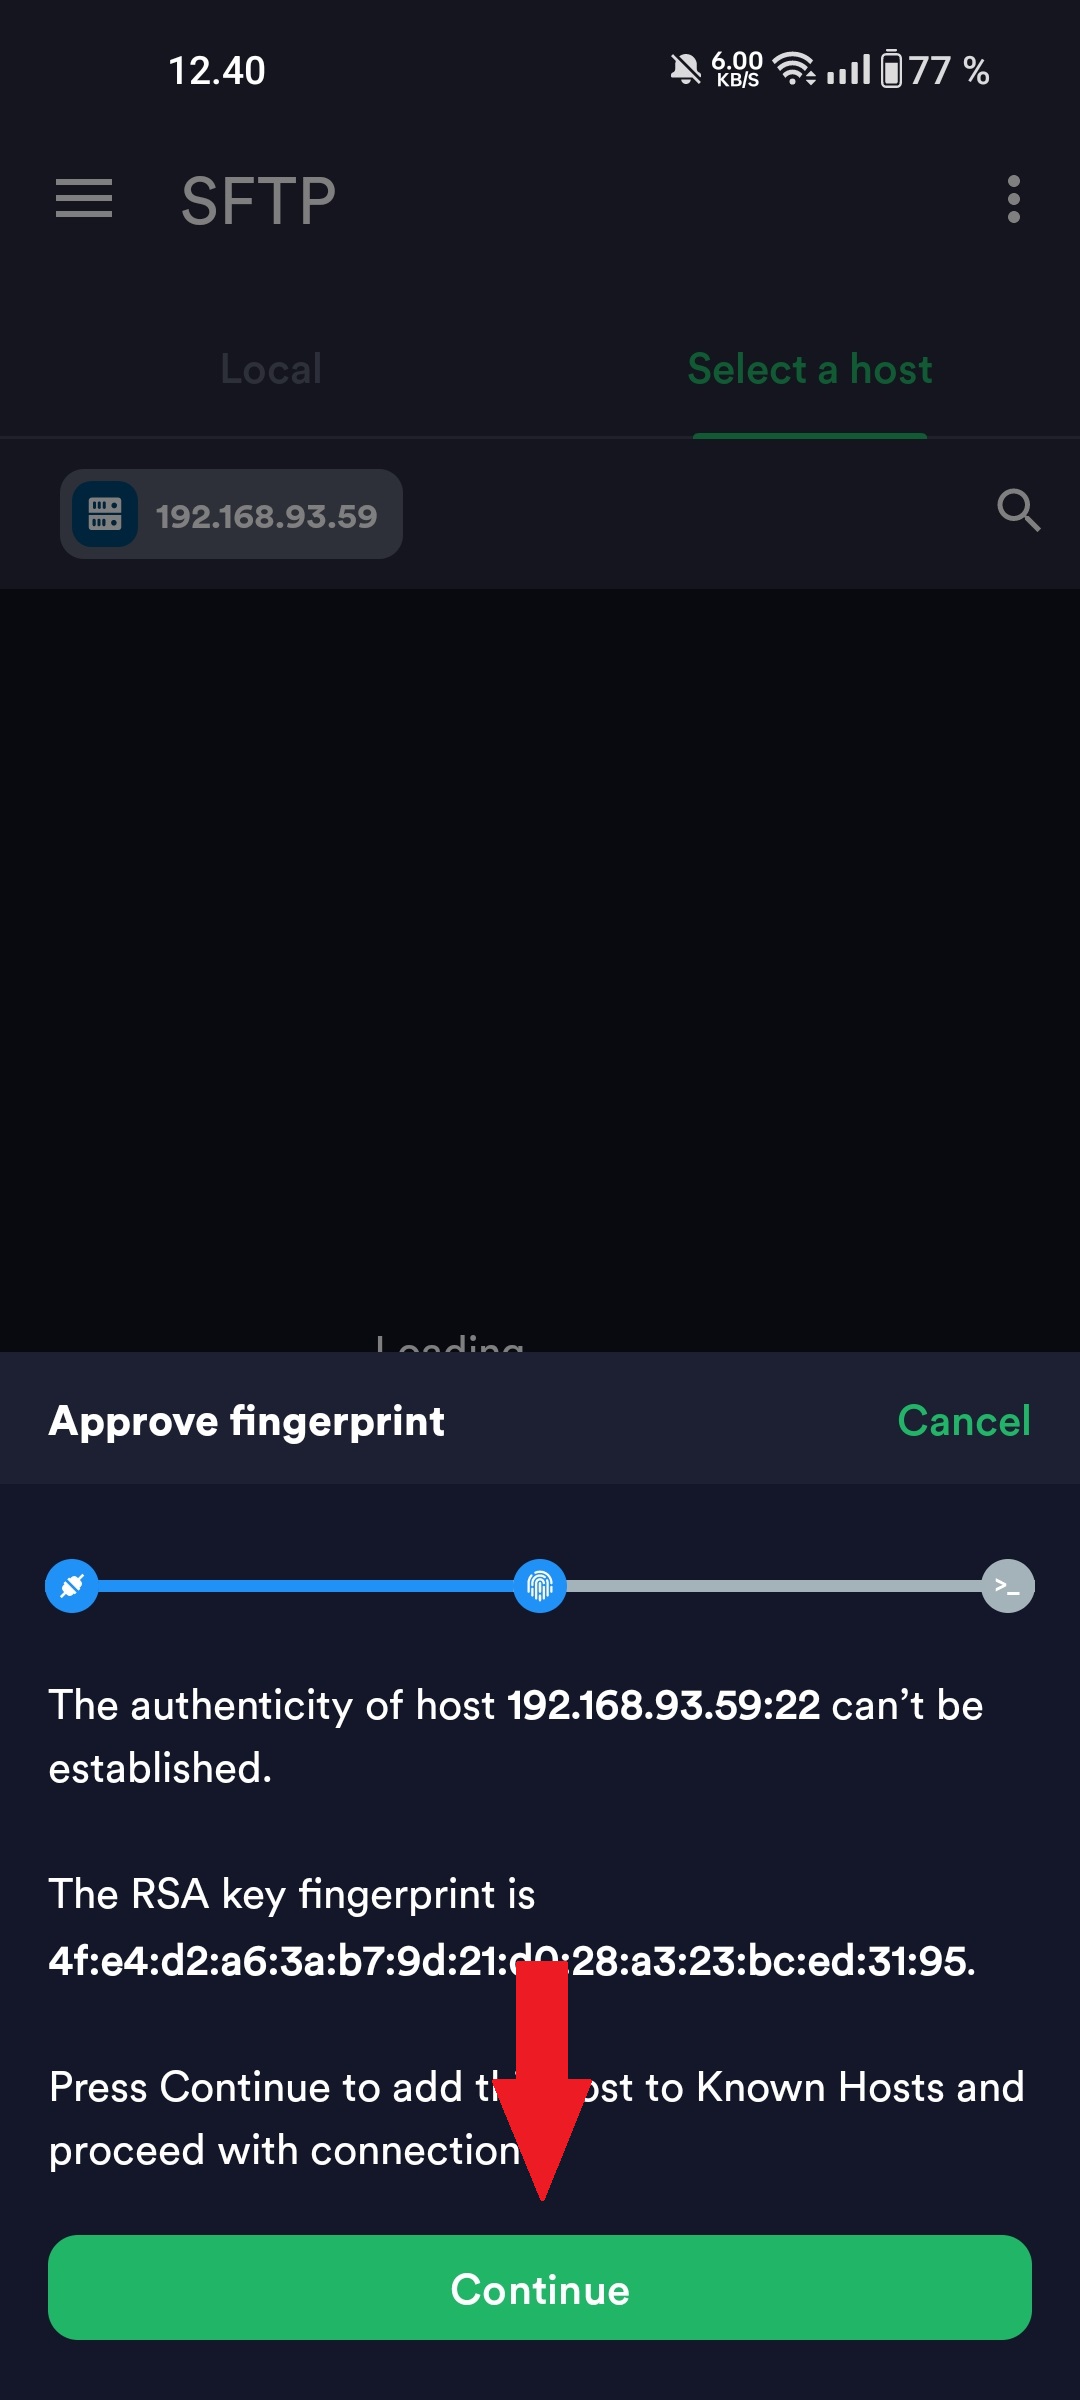 12.40
6.00
KB/S
77 %
SFTP
Local
Select a host
192.168.93.59
Loading
Approve fingerprint
Cancel
>_
The authenticity of host 192.168.93.59:22 can’t be
established.
The RSA key fingerprint is
4f:e4:d2:a6:3a:b7:9d:21:d0:28:a3:23:bc:ed:31:95.
Press Continue to add host to Known Hosts and
proceed with connection
Continue